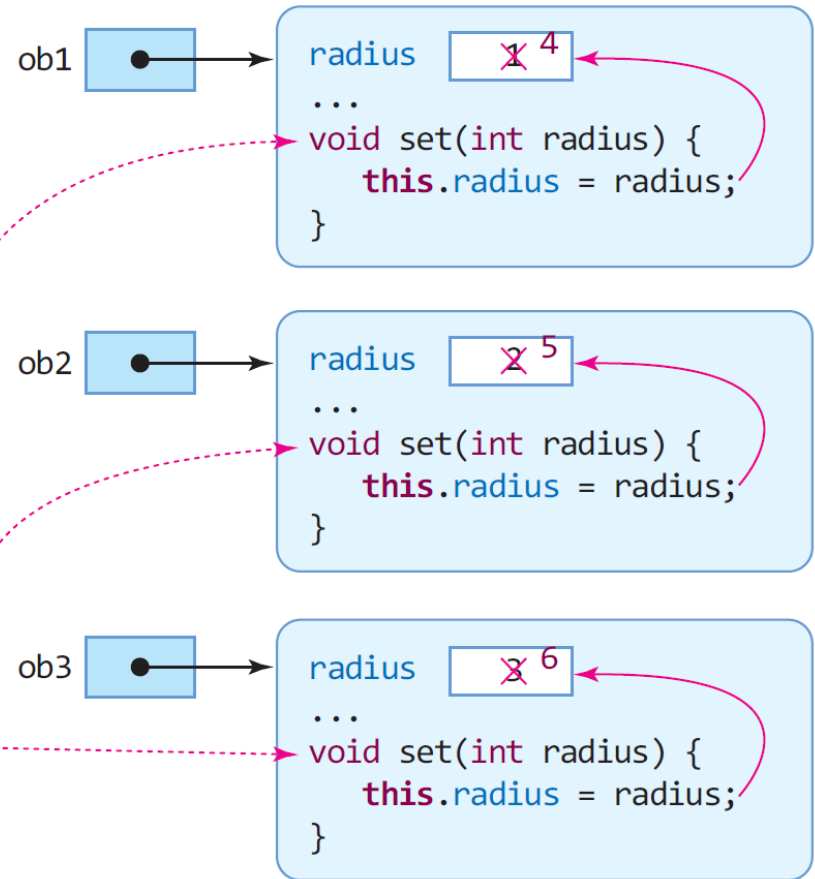 ob1
radius 1 4
...
void set(int radius) {
this.radius = radius;
}
ob2
radius 2 5
...
void set(int radius) {
this.radius = radius;
}
ob3
radius 3 6
...
void set(int radius) {
this.radius = radius;
}